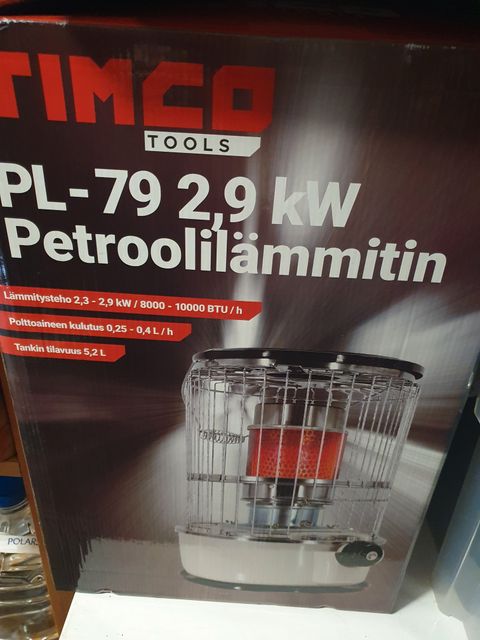 TIMCO
TOOLS
PL-79 2,9 kW
Petroolilämmitin
Lämmitysteho 2,3 - 2,9 kW / 8000 - 10000 BTU / h
Polttoaineen kulutus 0,25 - 0,4 L / h
Tankin tilavuus 5,2 L
POLAR